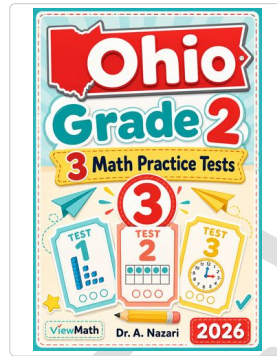 Ohio
Grade 2
3 Math Practice Tests
3
TEST
1
TEST
2
TEST
3
ViewMath
Dr. A. Nazari
2026